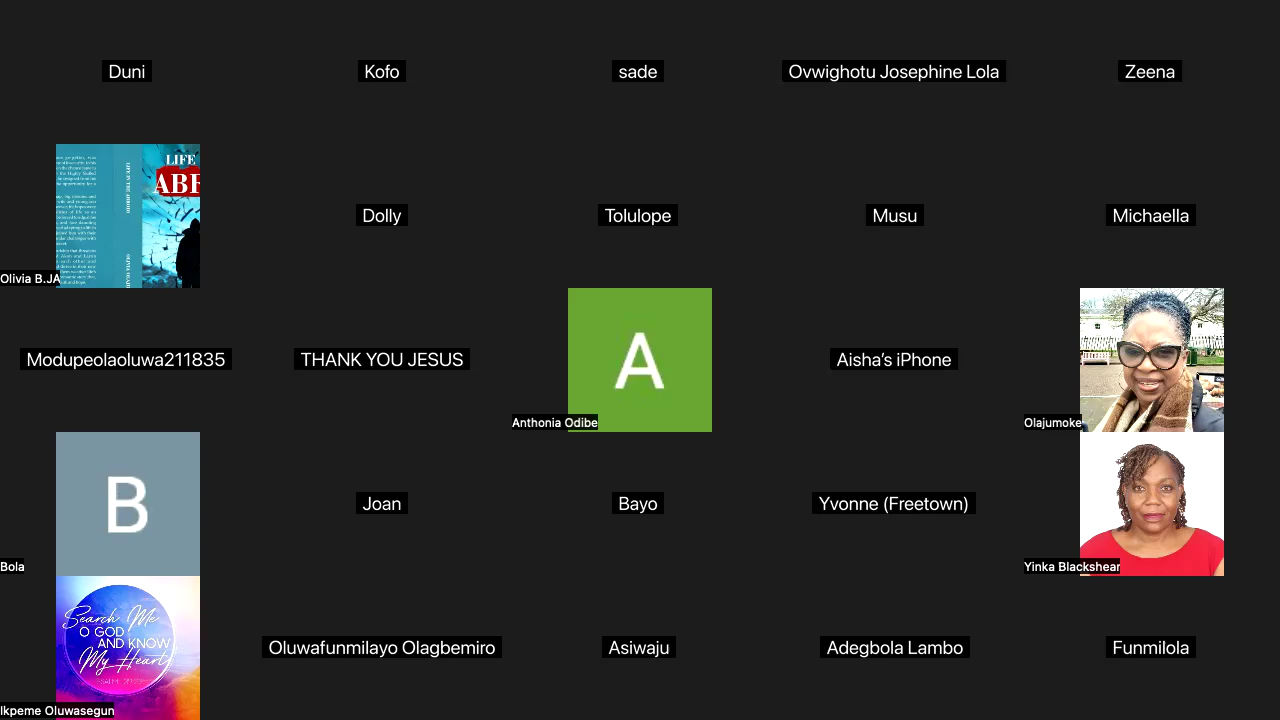 Duni
Kofo
sade
Ovwighotu Josephine Lola
Zeena
LIFE
ABR
Olivia B.JA
Dolly
Tolulope
Musu
Michaella
Modupeolaoluwa211835
THANK YOU JESUS
A
Anthonia Odibe
Aisha’s iPhone
Olajumoke
B
Bola
Joan
Bayo
Yvonne (Freetown)
Yinka Blackshear
Search Me
O GOD
AND KNOW
My Heart
Ikpeme Oluwasegun
Oluwafunmilayo Olagbemiro
Asiwaju
Adegbola Lambo
Funmilola